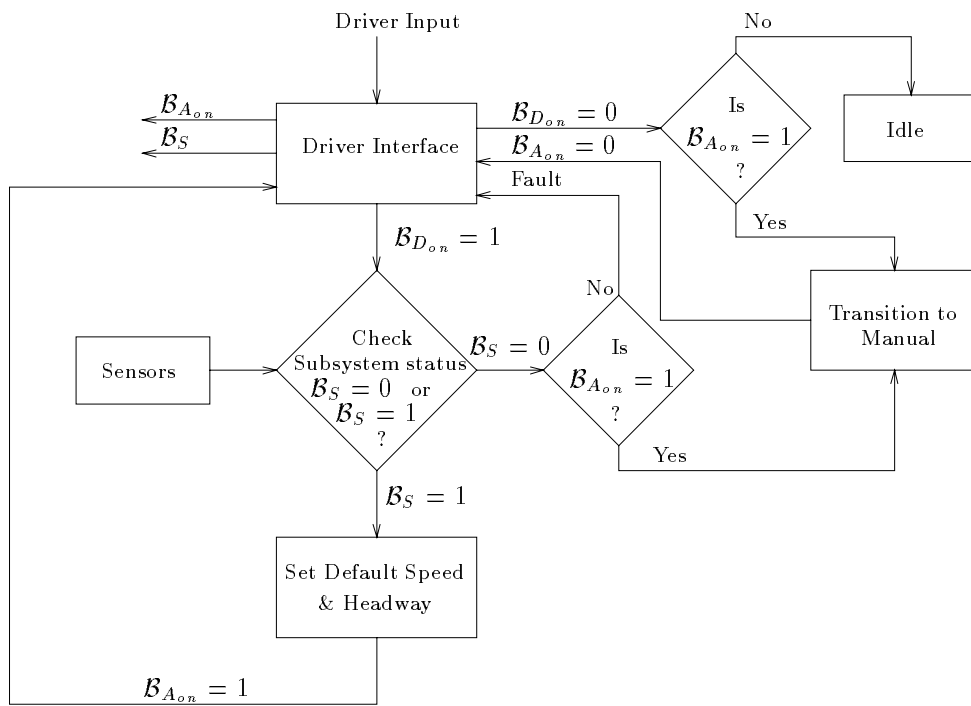 Driver Input
No
𝓑_{A_{on}}
𝓑_S
Driver Interface
𝓑_{D_{on}} = 0
𝓑_{A_{on}} = 0
Fault
Is
𝓑_{A_{on}} = 1
?
Idle
Yes
𝓑_{D_{on}} = 1
Sensors
Check
Subsystem status
𝓑_S = 0 or
𝓑_S = 1
?
𝓑_S = 0
No
Is
𝓑_{A_{on}} = 1
?
Yes
Transition to
Manual
𝓑_S = 1
Set Default Speed
& Headway
𝓑_{A_{on}} = 1